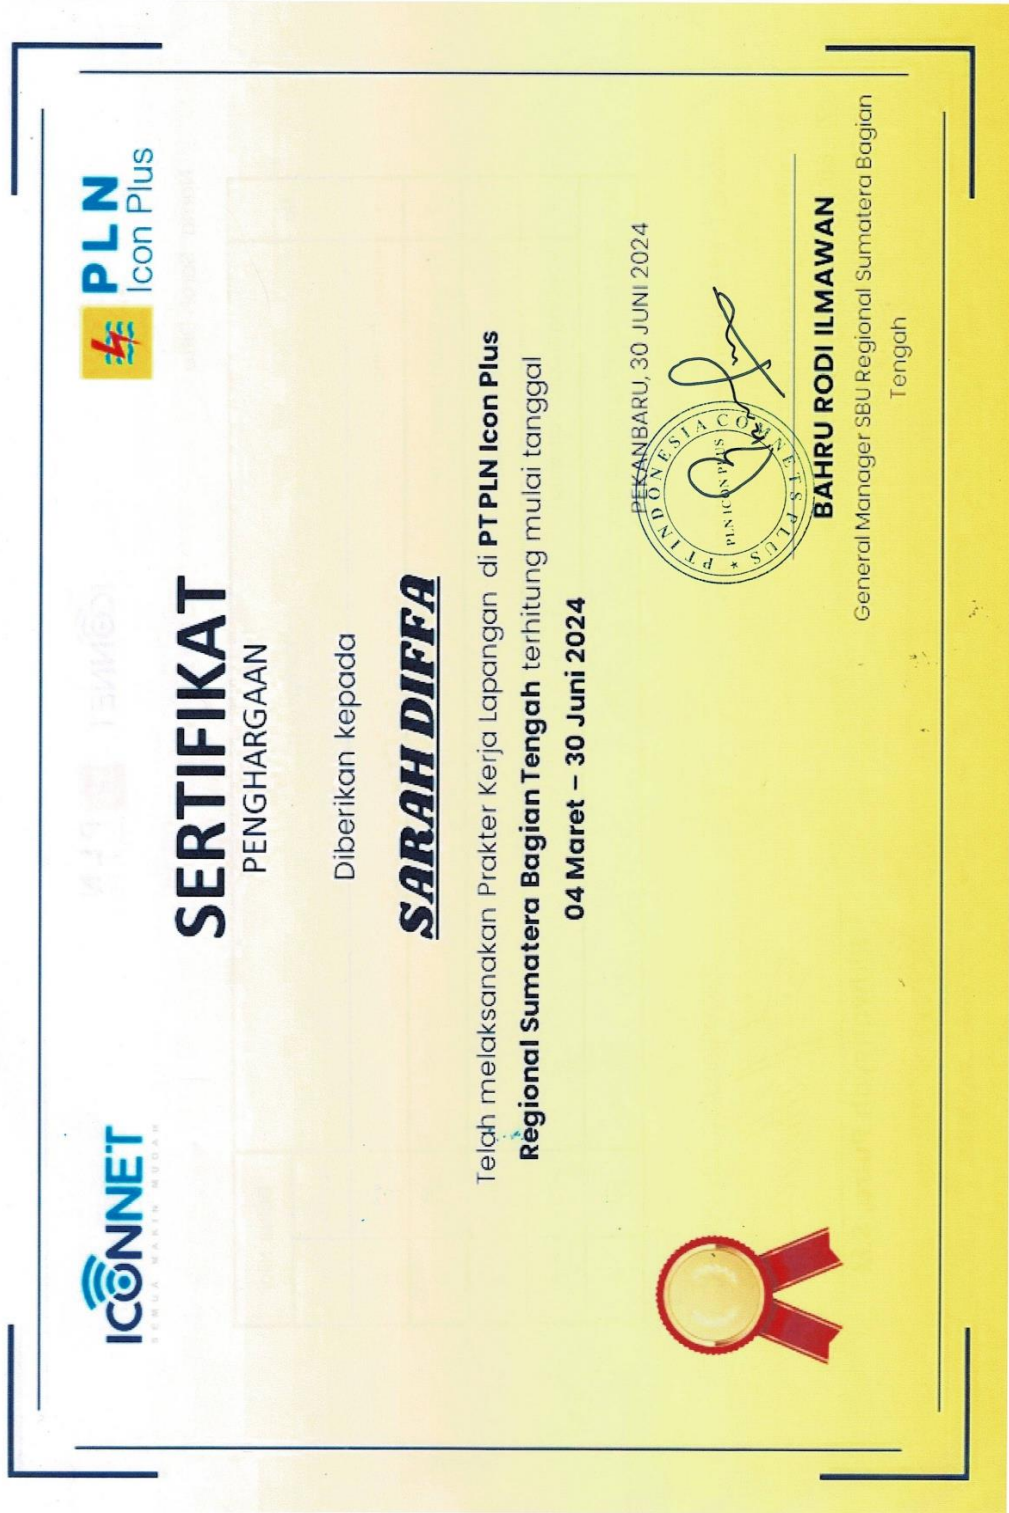 ICONNET
SEMUA MAKIN MUDAH
PLN
Icon Plus
SERTIFIKAT
PENGHARGAAN
Diberikan kepada
SARAH DIFFA
Telah melaksanakan Prakter Kerja Lapangan di PT PLN Icon Plus
Regional Sumatera Bagian Tengah terhitung mulai tanggal
04 Maret – 30 Juni 2024
PEKANBARU, 30 JUNI 2024
PT INDONESIA COMNETS PLUS
PLN ICON PLUS
BAHRU RODI ILMAWAN
General Manager SBU Regional Sumatera Bagian
Tengah